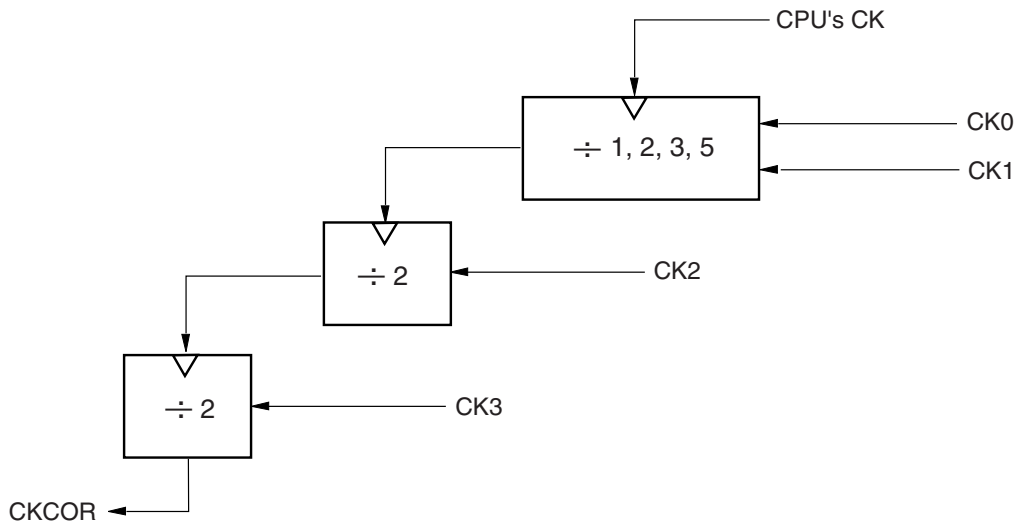 CPU's CK
CK0
÷ 1, 2, 3, 5
CK1
÷ 2
CK2
÷ 2
CK3
CKCOR